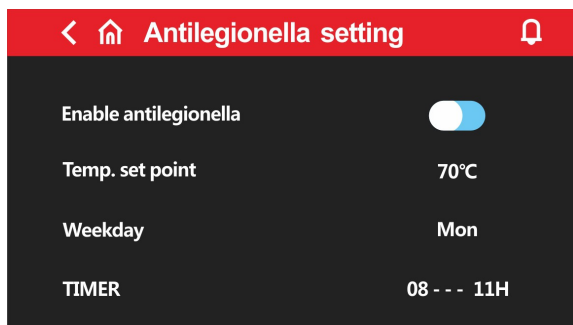 Antilegionella setting
Enable antilegionella
Temp. set point 70℃
Weekday Mon
TIMER 08 - - - 11H